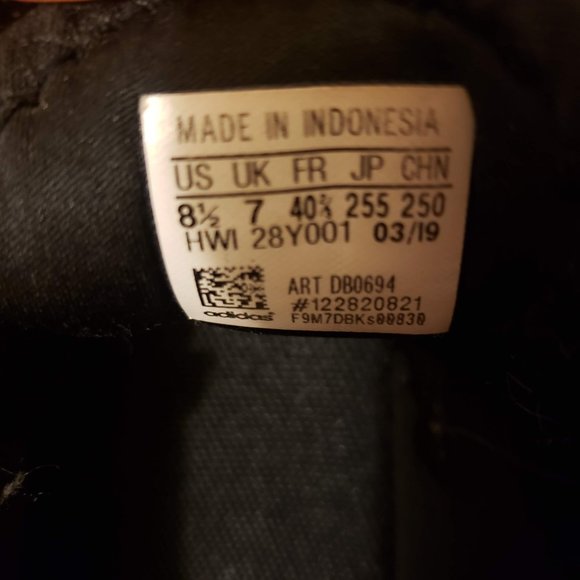 MADE IN INDONESIA
US UK FR JP CHN
8½ 7 40⅔ 255 250
HWI 28Y001 03/19
ART DB0694
#122820821
adidas F9M7DBKs00830